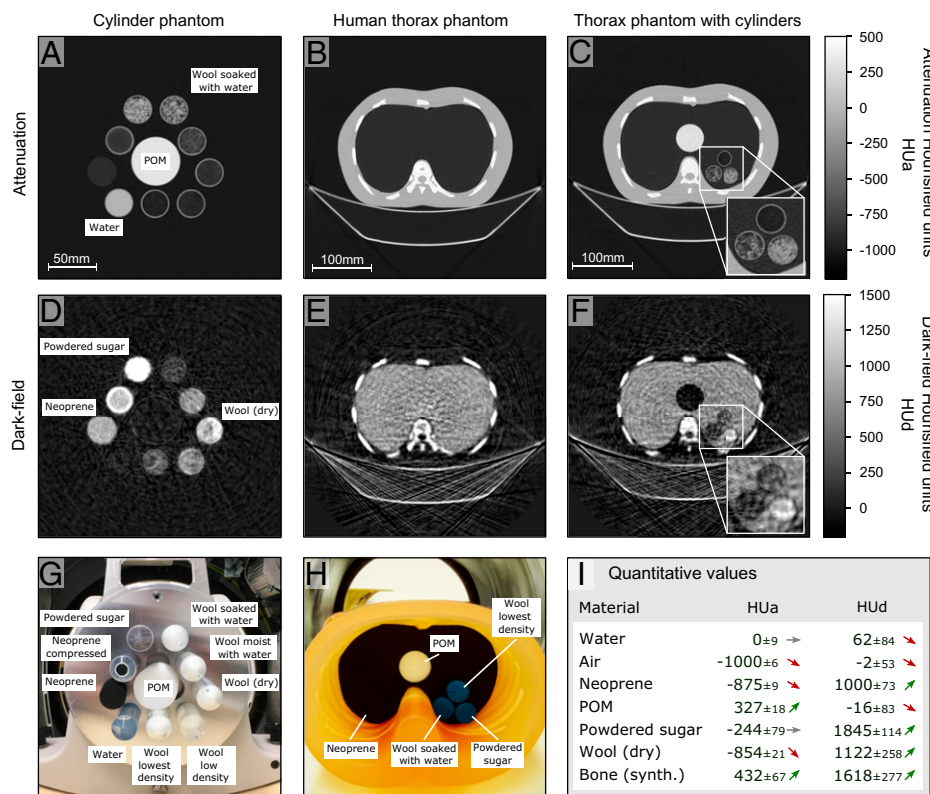 Cylinder phantom
Human thorax phantom
Thorax phantom with cylinders
Attenuation
A
Wool soaked
with water
POM
Water
50mm
B
100mm
C
100mm
500
250
0
-250
-500
-750
-1000
Attenuation Hounsfield units
HUa
Dark-field
D
Powdered sugar
Neoprene
Wool (dry)
E
F
1500
1250
1000
750
500
250
0
Dark-field Hounsfield units
HUd
G
Powdered sugar
Wool soaked
with water
Neoprene
compressed
Wool moist
with water
Neoprene
POM
Wool (dry)
Water
Wool
lowest
density
Wool
low
density
H
Wool
lowest
density
POM
Neoprene
Wool soaked
with water
Powdered
sugar
I Quantitative values
Material HUa HUd
Water 0±9 → 62±84 ↘
Air -1000±6 ↘ -2±53 ↘
Neoprene -875±9 ↘ 1000±73 ↗
POM 327±18 ↗ -16±83 ↘
Powdered sugar -244±79 → 1845±114 ↗
Wool (dry) -854±21 ↘ 1122±258 ↗
Bone (synth.) 432±67 ↗ 1618±277 ↗